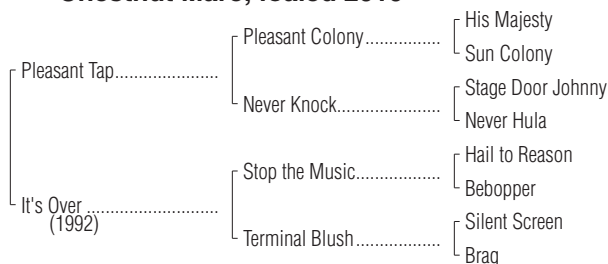 Chestnut Mare; foaled
His Majesty
Pleasant Colony................
Sun Colony
Pleasant Tap......................
Stage Door Johnny
Never Knock......................
Never Hula
Hail to Reason
Stop the Music..................
Bebopper
It's Over ............................
Silent Screen
(1992)
Terminal Blush..................
Brag